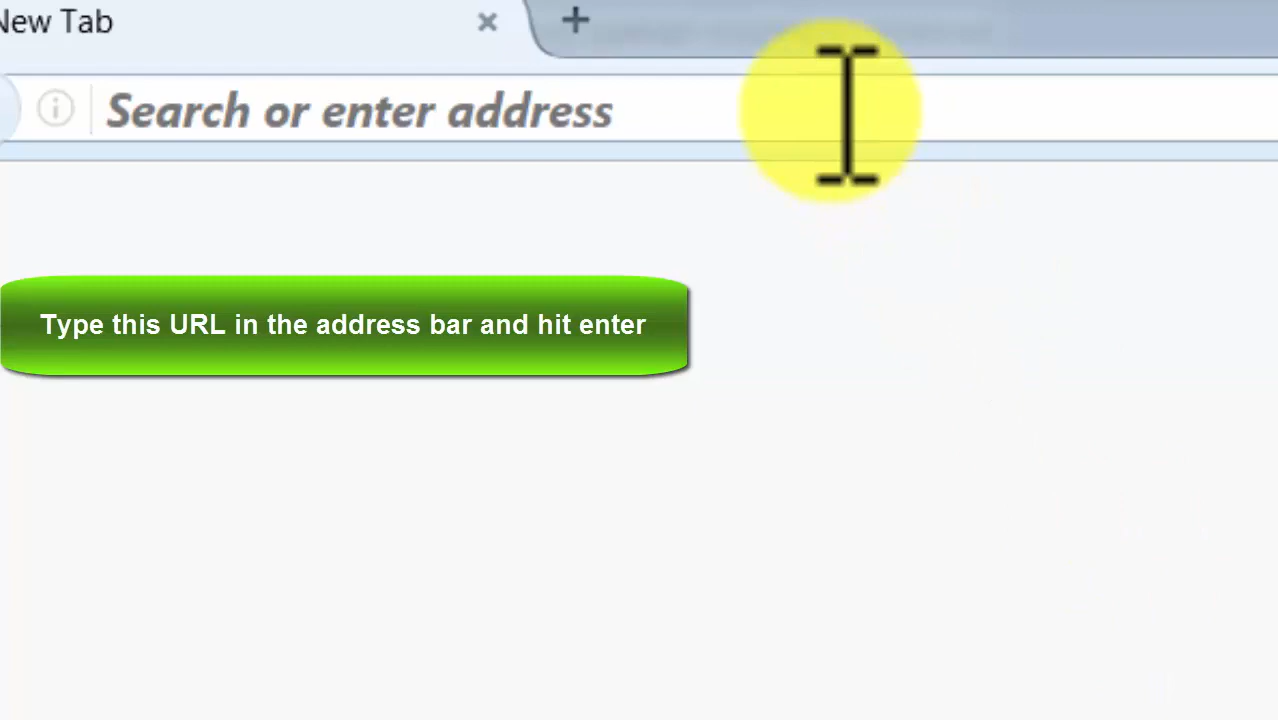 New Tab
Search or enter address
Type this URL in the address bar and hit enter